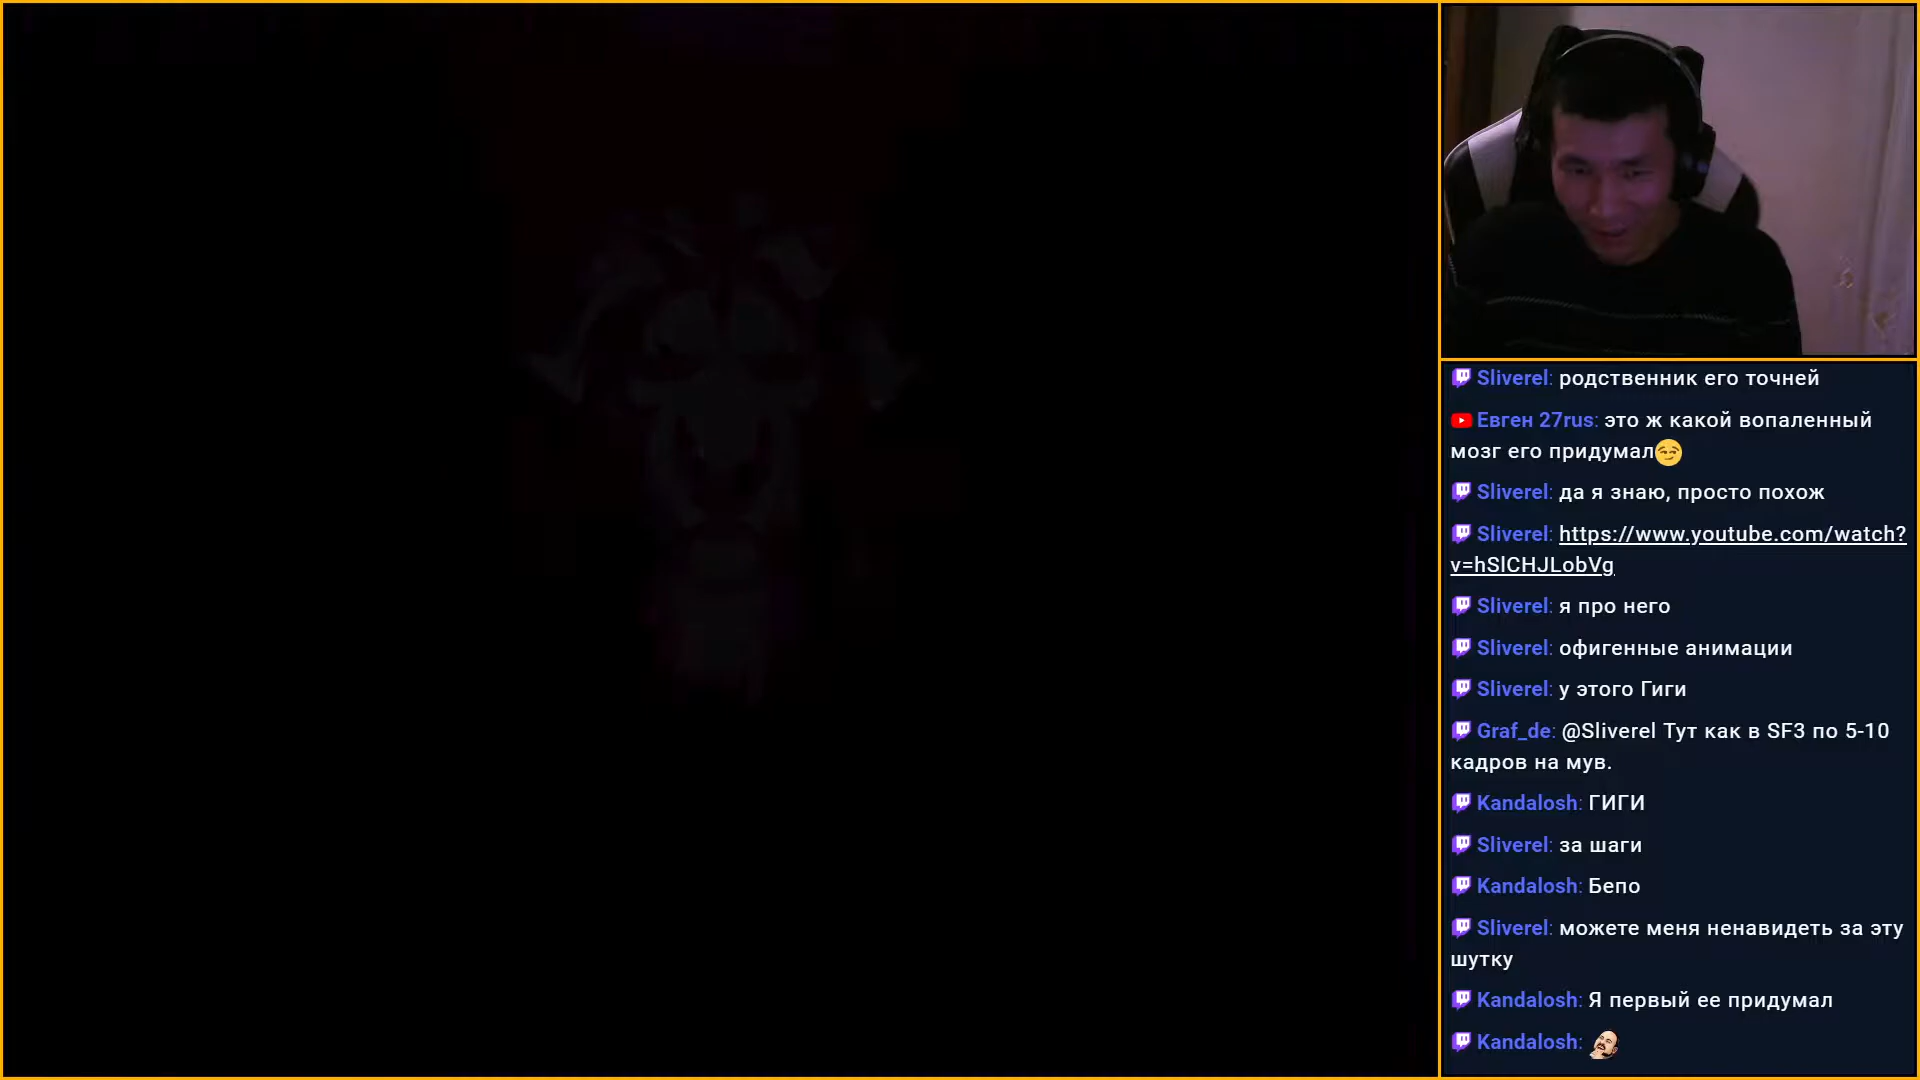 Sliverel: родственник его точней
Евген 27rus: это ж какой вопаленный
мозг его придумал
Sliverel: да я знаю, просто похож
Sliverel: https://www.youtube.com/watch?
v=hSlCHJLobVg
Sliverel: я про него
Sliverel: офигенные анимации
Sliverel: у этого Гиги
Graf_de: @Sliverel Тут как в SF3 по 5-10
кадров на мув.
Kandalosh: ГИГИ
Sliverel: за шаги
Kandalosh: Бепо
Sliverel: можете меня ненавидеть за эту
шутку
Kandalosh: Я первый ее придумал
Kandalosh: